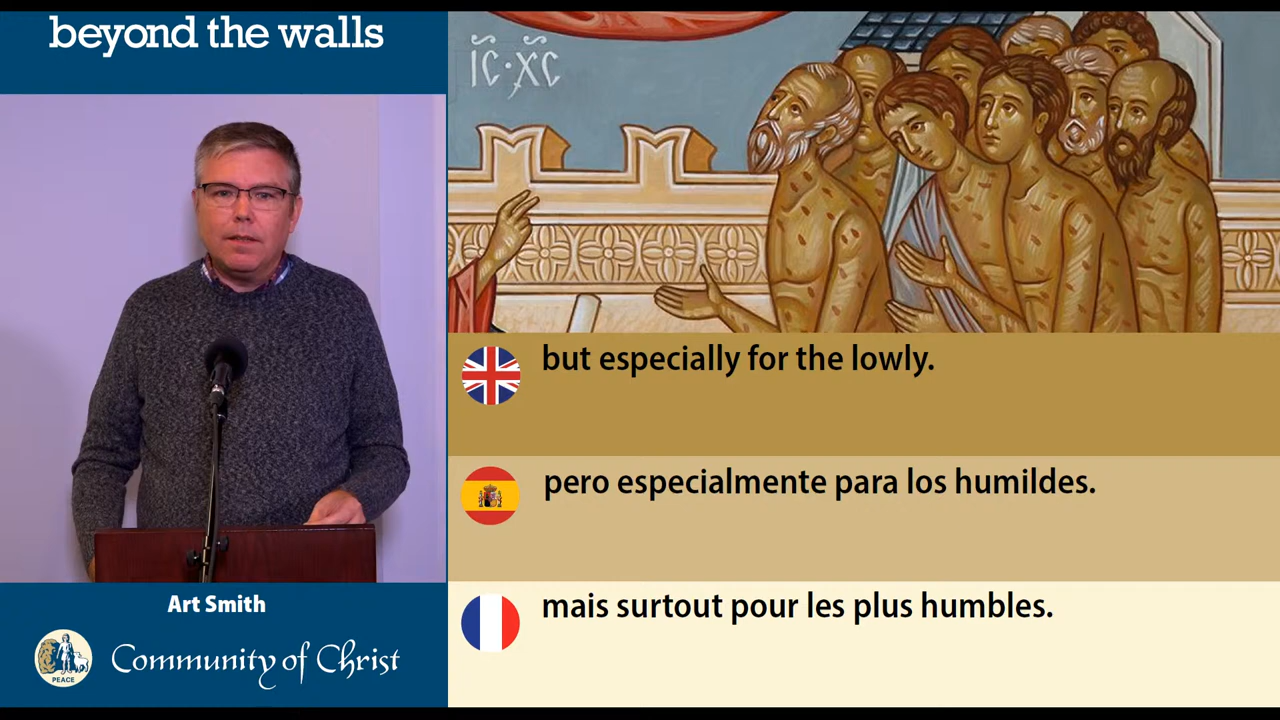 beyond the walls
IC·XC
but especially for the lowly.
pero especialmente para los humildes.
mais surtout pour les plus humbles.
Art Smith
PEACE
Community of Christ